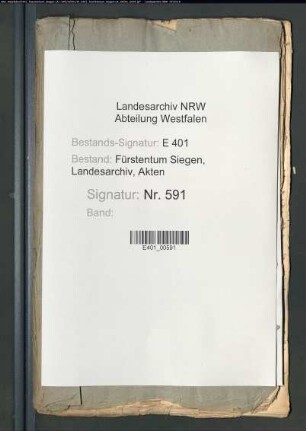 Landesarchiv NRW
Abteilung Westfalen
Bestands-Signatur: E 401
Bestand: Fürstentum Siegen,
Landesarchiv, Akten
Signatur: Nr. 591
Band:
E401_00591